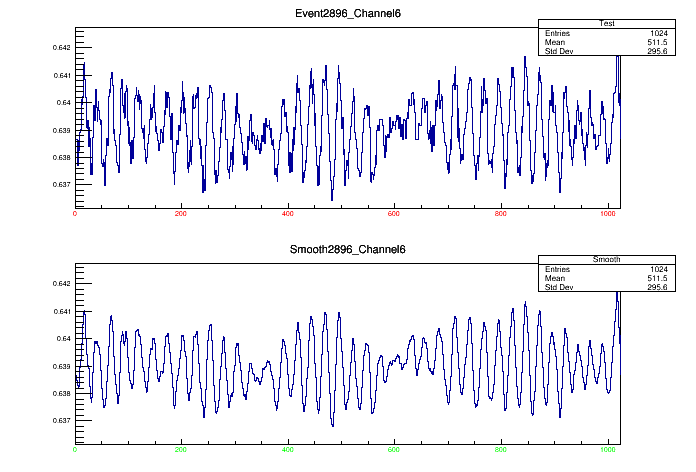 Event2896_Channel6
Test
Entries 1024
Mean 511.5
Std Dev 295.6
0.642
0.641
0.64
0.639
0.638
0.637
0 200 400 600 800 1000
Smooth2896_Channel6
Smooth
Entries 1024
Mean 511.5
Std Dev 295.6
0.642
0.641
0.64
0.639
0.638
0.637
0 200 400 600 800 1000